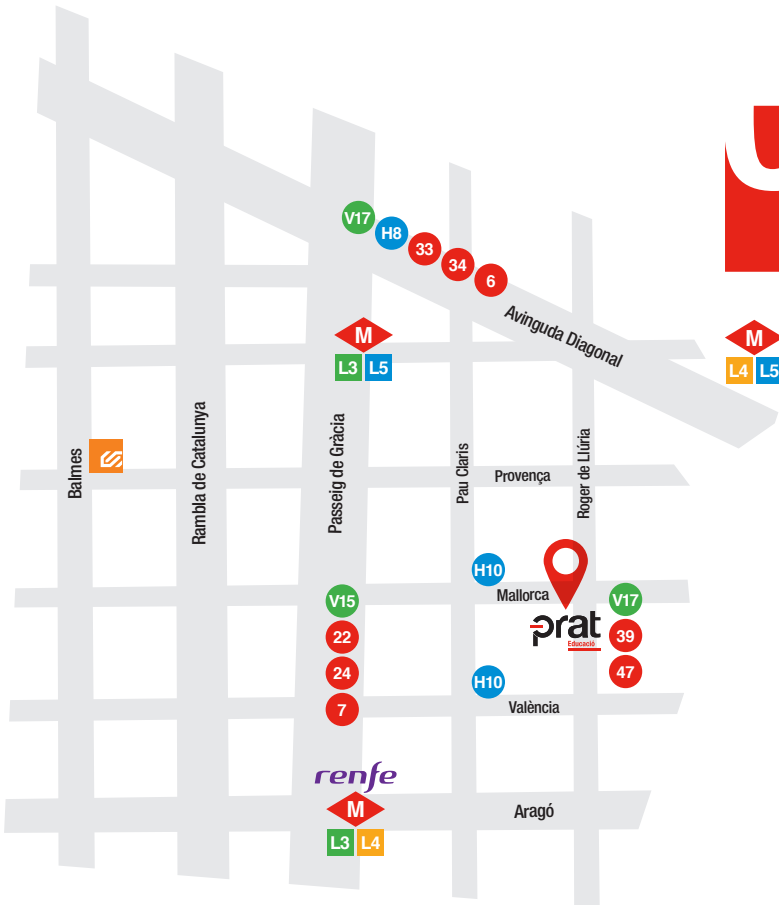 V17
H8
33
34
6
Avinguda Diagonal
M
L3 L5
M
L4 L5
Balmes
Rambla de Catalunya
Passeig de Gràcia
Pau Claris
Roger de Llúria
Provença
H10
Mallorca
V15
22
24
7
V17
39
47
prat
Educació
H10
València
renfe
M
L3 L4
Aragó